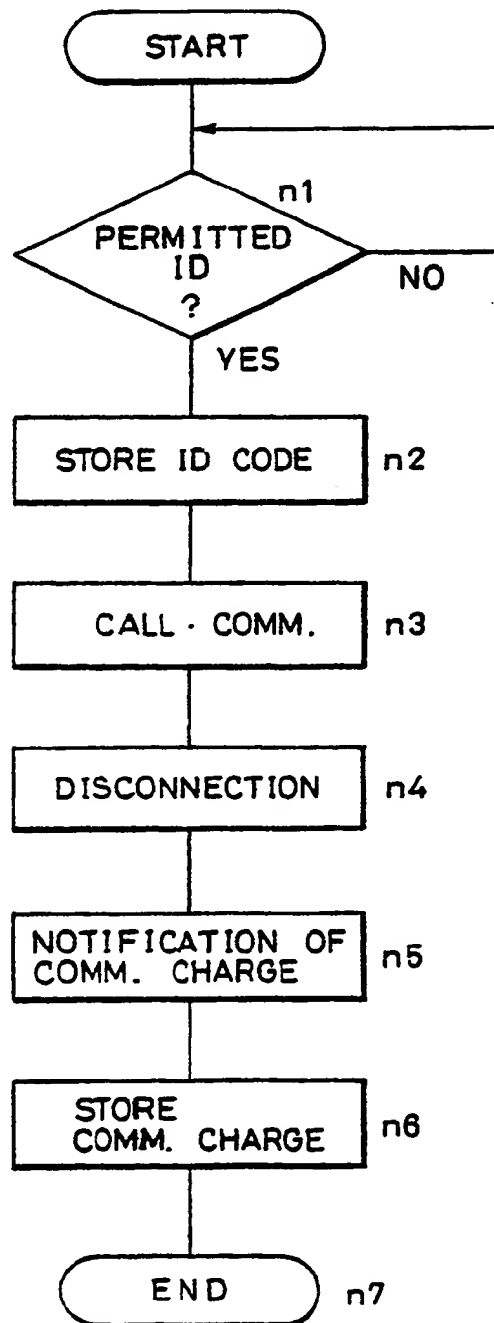 START
n1
PERMITTED
ID
?
NO
YES
STORE ID CODE
n2
CALL · COMM.
n3
DISCONNECTION
n4
NOTIFICATION OF
COMM. CHARGE
n5
STORE
COMM. CHARGE
n6
END
n7